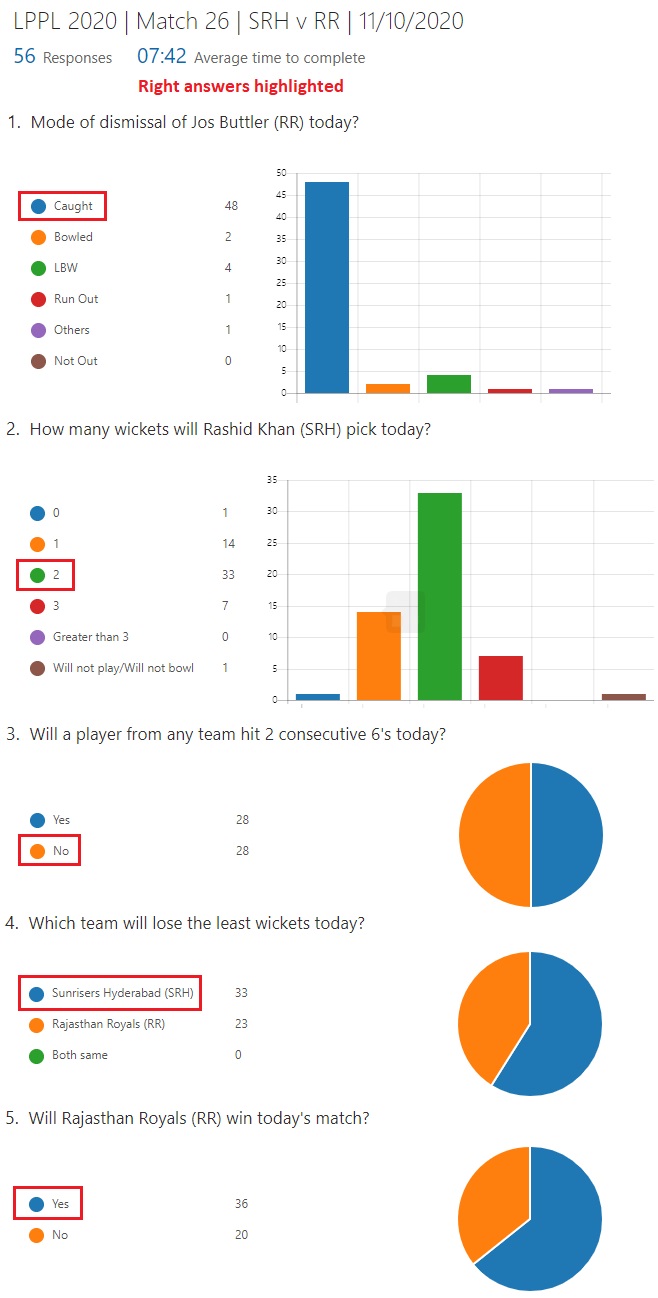 LPPL 2020 | Match 26 | SRH v RR | 11/10/2020
56 Responses 07:42 Average time to complete
Right answers highlighted
1. Mode of dismissal of Jos Buttler (RR) today?
Caught 48
Bowled 2
LBW 4
Run Out 1
Others 1
Not Out 0
50
45
40
35
30
25
20
15
10
5
0
2. How many wickets will Rashid Khan (SRH) pick today?
0 1
1 14
2 33
3 7
Greater than 3 0
Will not play/Will not bowl 1
35
30
25
20
15
10
5
0
3. Will a player from any team hit 2 consecutive 6's today?
Yes 28
No 28
4. Which team will lose the least wickets today?
Sunrisers Hyderabad (SRH) 33
Rajasthan Royals (RR) 23
Both same 0
5. Will Rajasthan Royals (RR) win today's match?
Yes 36
No 20